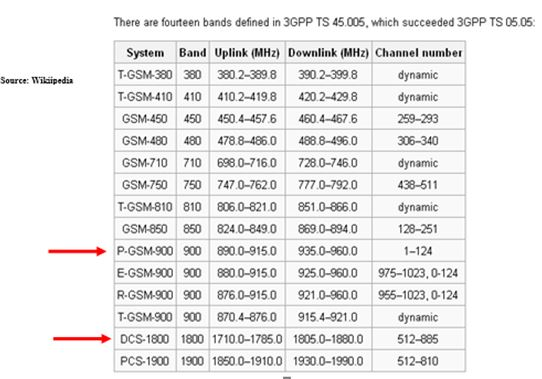 There are fourteen bands defined in 3GPP TS 45.005, which succeeded 3GPP TS 05.05:
System Band Uplink (MHz) Downlink (MHz) Channel number
T-GSM-380 380 380.2–389.8 390.2–399.8 dynamic
Source: Wikiipedia
T-GSM-410 410 410.2–419.8 420.2–429.8 dynamic
GSM-450 450 450.4–457.6 460.4–467.6 259–293
GSM-480 480 478.8–486.0 488.8–496.0 306–340
GSM-710 710 698.0–716.0 728.0–746.0 dynamic
GSM-750 750 747.0–762.0 777.0–792.0 438–511
T-GSM-810 810 806.0–821.0 851.0–866.0 dynamic
GSM-850 850 824.0–849.0 869.0–894.0 128–251
P-GSM-900 900 890.0–915.0 935.0–960.0 1–124
E-GSM-900 900 880.0–915.0 925.0–960.0 975–1023, 0-124
R-GSM-900 900 876.0–915.0 921.0–960.0 955–1023, 0-124
T-GSM-900 900 870.4–876.0 915.4–921.0 dynamic
DCS-1800 1800 1710.0–1785.0 1805.0–1880.0 512–885
PCS-1900 1900 1850.0–1910.0 1930.0–1990.0 512–810